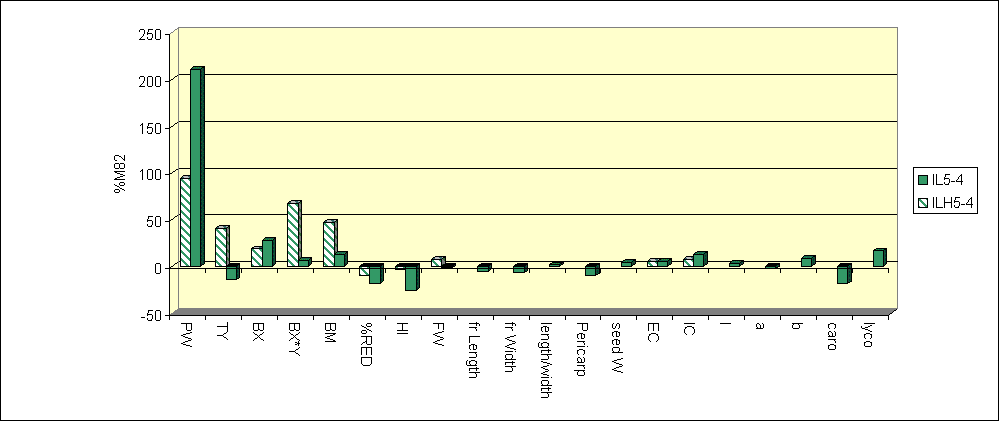 250
200
150
100
50
0
-50
%M82
PW
TY
BX
BX*Y
BM
%RED
HI
FW
fr Length
fr Width
length/width
Pericarp
seed W
EC
IC
l
a
b
caro
lyco
IL5-4
ILH5-4